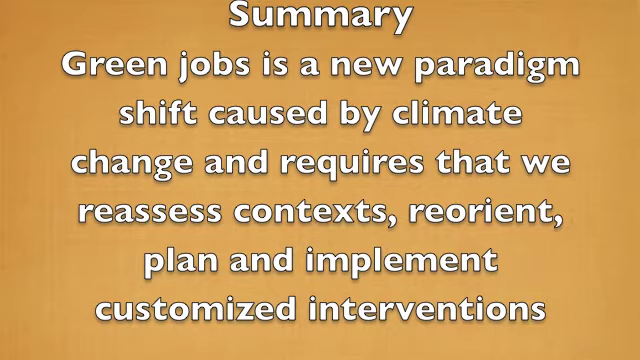 Summary
Green jobs is a new paradigm
shift caused by climate
change and requires that we
reassess contexts, reorient,
plan and implement
customized interventions